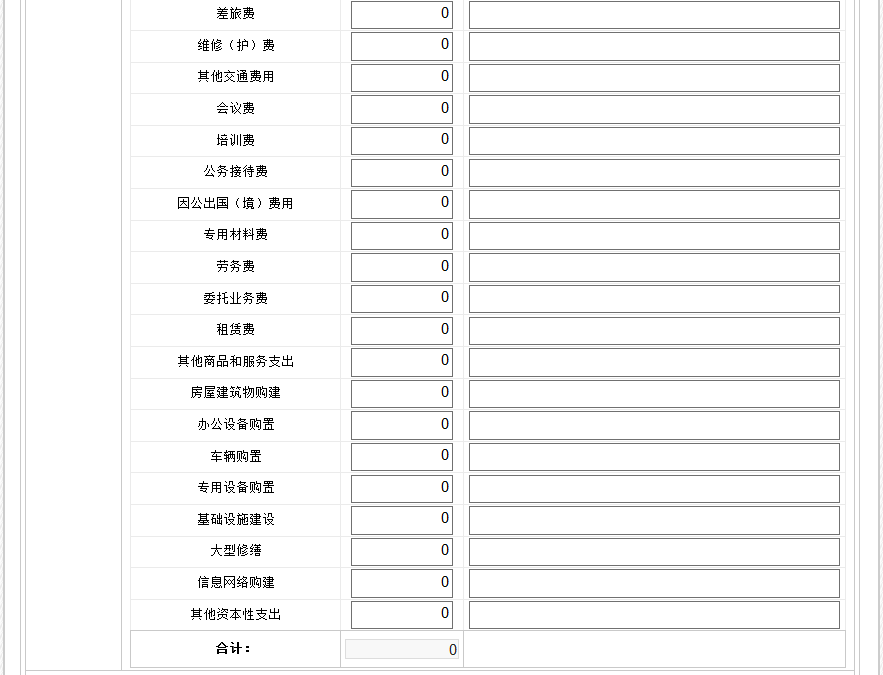 差旅费 0
维修（护）费 0
其他交通费用 0
会议费 0
培训费 0
公务接待费 0
因公出国（境）费用 0
专用材料费 0
劳务费 0
委托业务费 0
租赁费 0
其他商品和服务支出 0
房屋建筑物购建 0
办公设备购置 0
车辆购置 0
专用设备购置 0
基础设施建设 0
大型修缮 0
信息网络购建 0
其他资本性支出 0
合计： 0